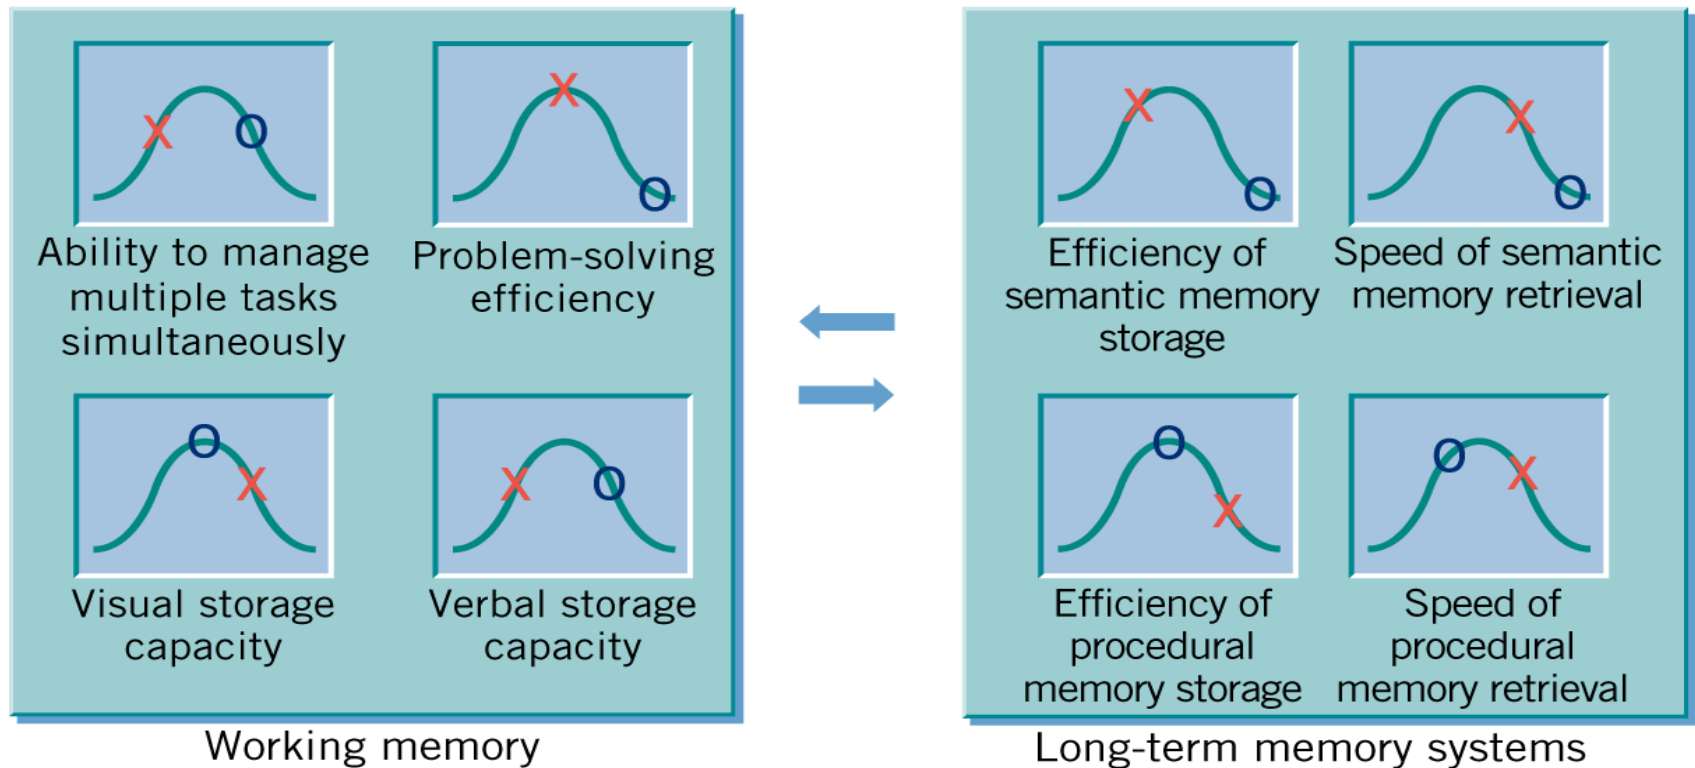 X
O
Ability to manage
multiple tasks
simultaneously
X
O
Problem-solving
efficiency
O
X
Visual storage
capacity
X
O
Verbal storage
capacity
Working memory
X
O
Efficiency of
semantic memory
storage
X
O
Speed of semantic
memory retrieval
O
X
Efficiency of
procedural
memory storage
O
X
Speed of
procedural
memory retrieval
Long-term memory systems